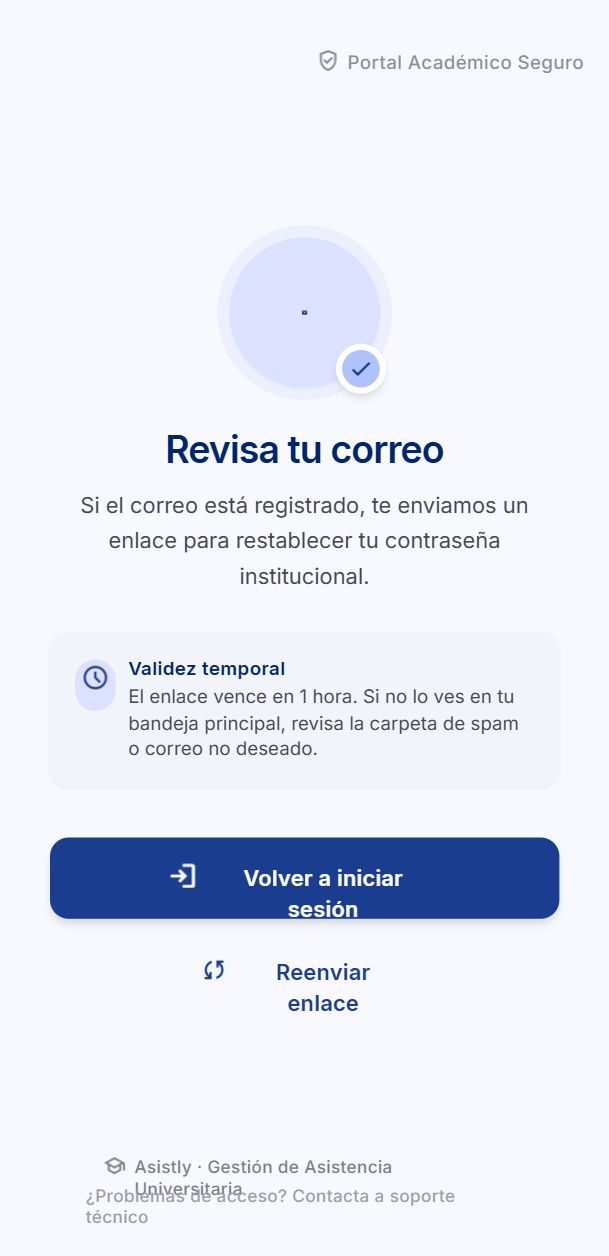 Portal Académico Seguro
Revisa tu correo
Si el correo está registrado, te enviamos un
enlace para restablecer tu contraseña
institucional.
Validez temporal
El enlace vence en 1 hora. Si no lo ves en tu
bandeja principal, revisa la carpeta de spam
o correo no deseado.
Volver a iniciar
sesión
Reenviar
enlace
Asistly · Gestión de Asistencia
Universitaria
¿Problemas de acceso? Contacta a soporte
técnico